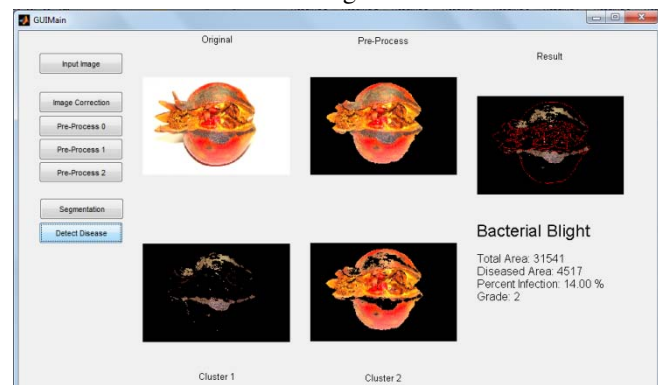 GUIMain
Original
Pre-Process
Result
Input Image
Image Correction
Pre-Process 0
Pre-Process 1
Pre-Process 2
Segmentation
Detect Disease
Bacterial Blight
Total Area: 31541
Diseased Area: 4517
Percent Infection: 14.00 %
Grade: 2
Cluster 1
Cluster 2